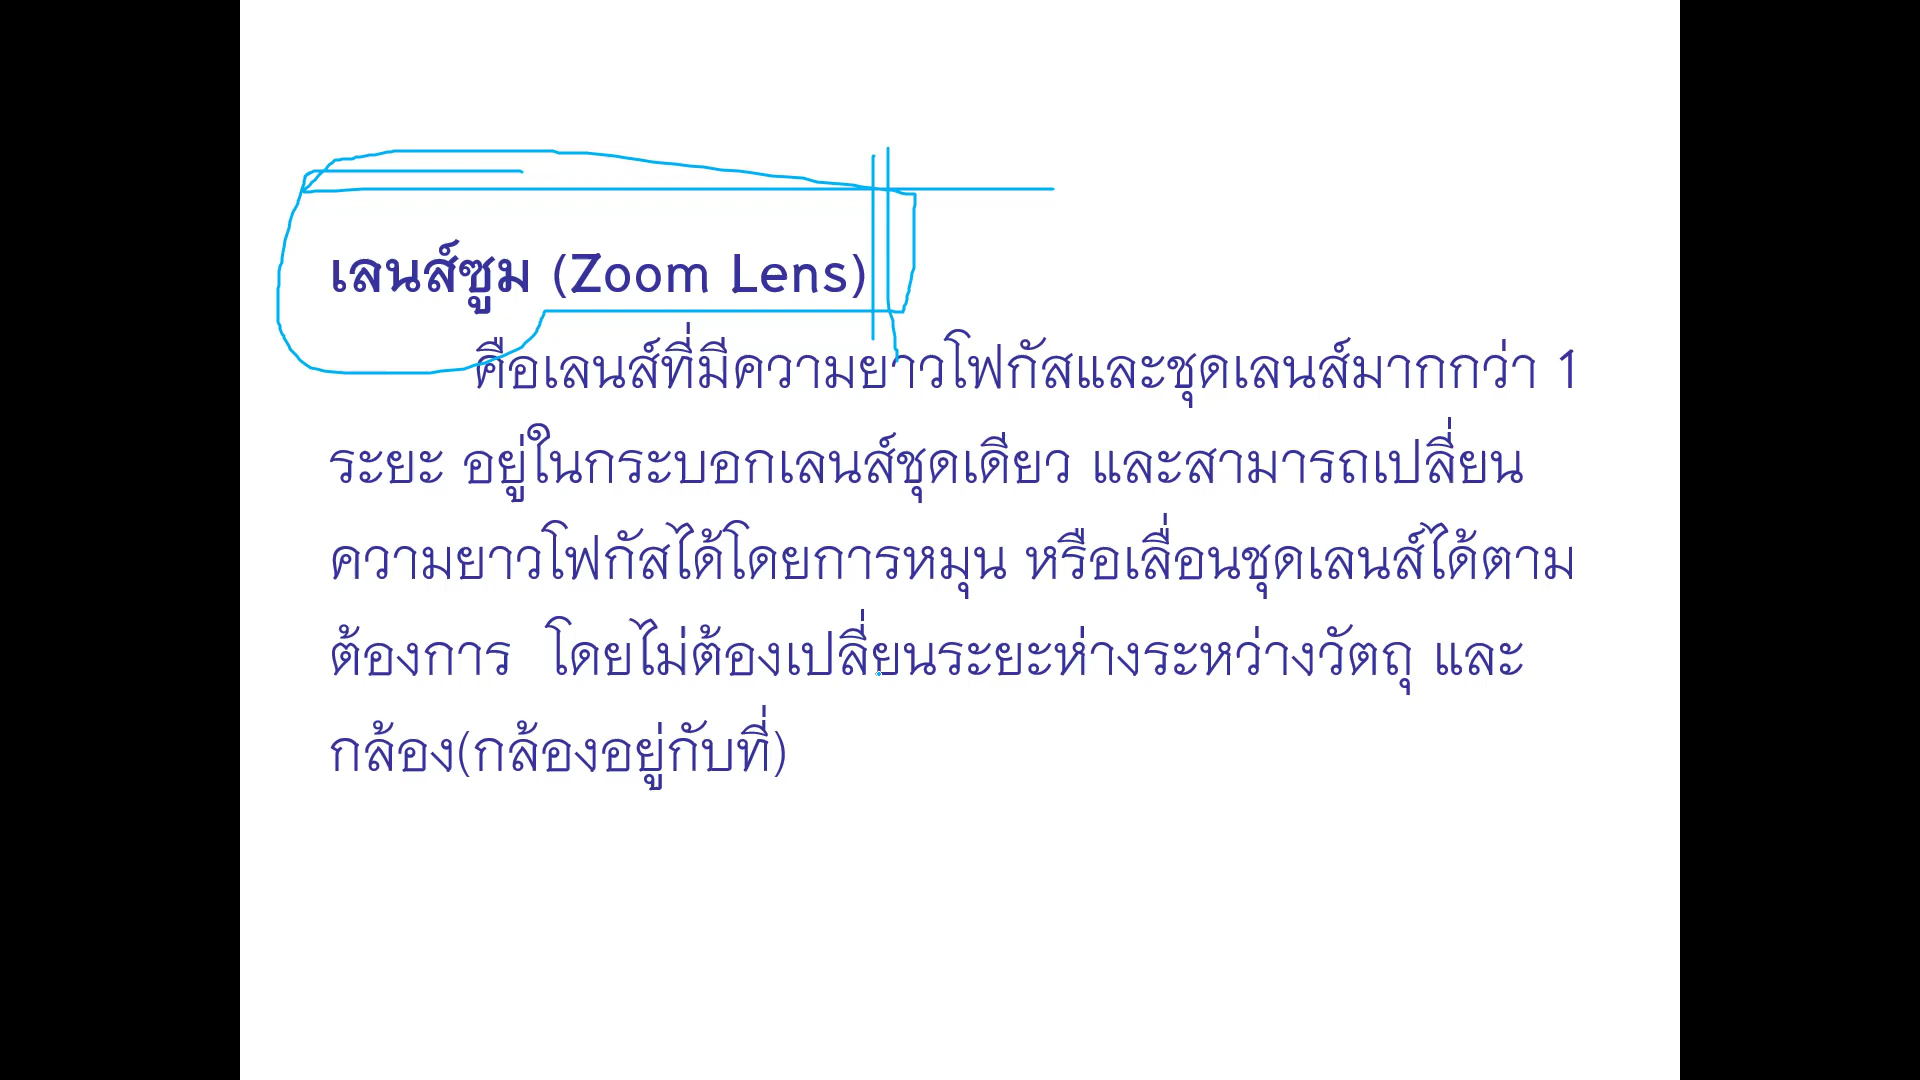 เลนส์ซูม (Zoom Lens)
คือเลนส์ที่มีความยาวโฟกัสและชุดเลนส์มากกว่า 1
ระยะ อยู่ในกระบอกเลนส์ชุดเดียว และสามารถเปลี่ยน
ความยาวโฟกัสได้โดยการหมุน หรือเลื่อนชุดเลนส์ได้ตาม
ต้องการ โดยไม่ต้องเปลี่ยนระยะห่างระหว่างวัตถุ และ
กล้อง(กล้องอยู่กับที่)